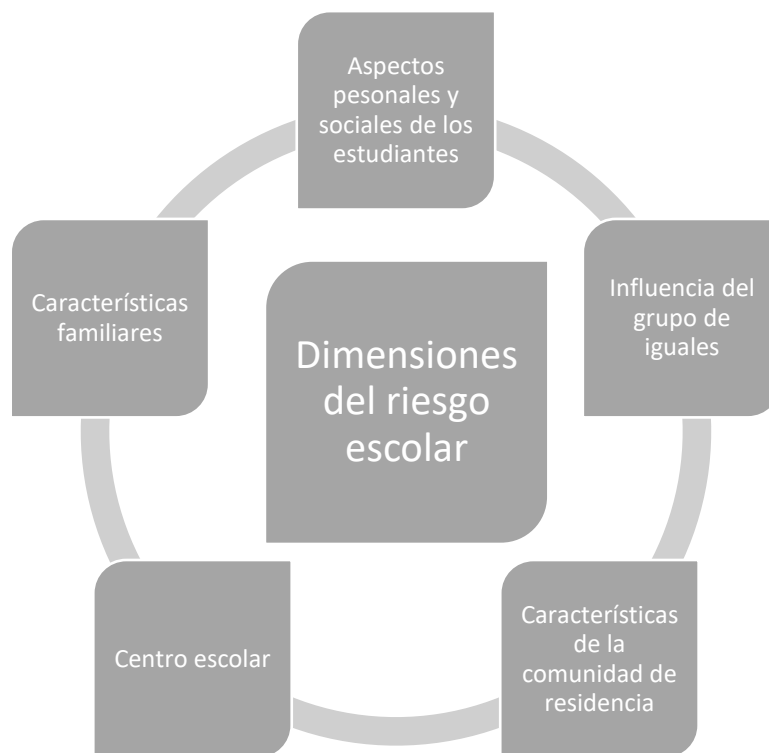 Aspectos
pesonales y
sociales de los
estudiantes
Influencia del
grupo de
iguales
Características
de la
comunidad de
residencia
Centro escolar
Características
familiares
Dimensiones
del riesgo
escolar